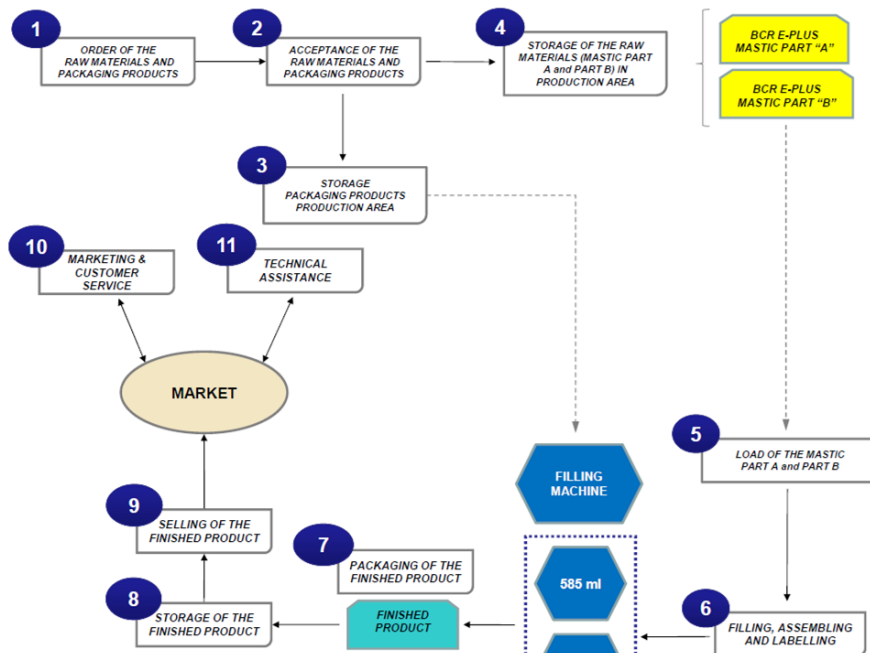 1
ORDER OF THE
RAW MATERIALS AND
PACKAGING PRODUCTS
2
ACCEPTANCE OF THE
RAW MATERIALS AND
PACKAGING PRODUCTS
4
STORAGE OF THE RAW
MATERIALS (MASTIC PART
A and PART B) IN
PRODUCTION AREA
BCR E-PLUS
MASTIC PART “A”
BCR E-PLUS
MASTIC PART “B”
3
STORAGE
PACKAGING PRODUCTS
PRODUCTION AREA
10
MARKETING &
CUSTOMER
SERVICE
11
TECHNICAL
ASSISTANCE
MARKET
5
LOAD OF THE MASTIC
PART A and PART B
FILLING
MACHINE
9
SELLING OF THE
FINISHED PRODUCT
7
PACKAGING OF THE
FINISHED PRODUCT
585 ml
8
STORAGE OF THE
FINISHED PRODUCT
FINISHED
PRODUCT
6
FILLING, ASSEMBLING
AND LABELLING